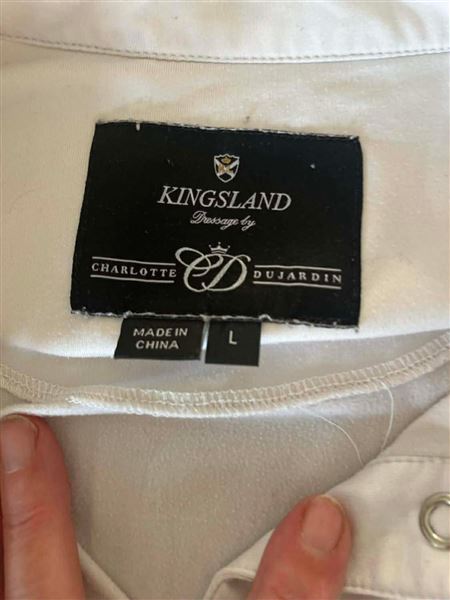 KINGSLAND
Dressage by
CHARLOTTE CD DUJARDIN
MADE IN
CHINA
L